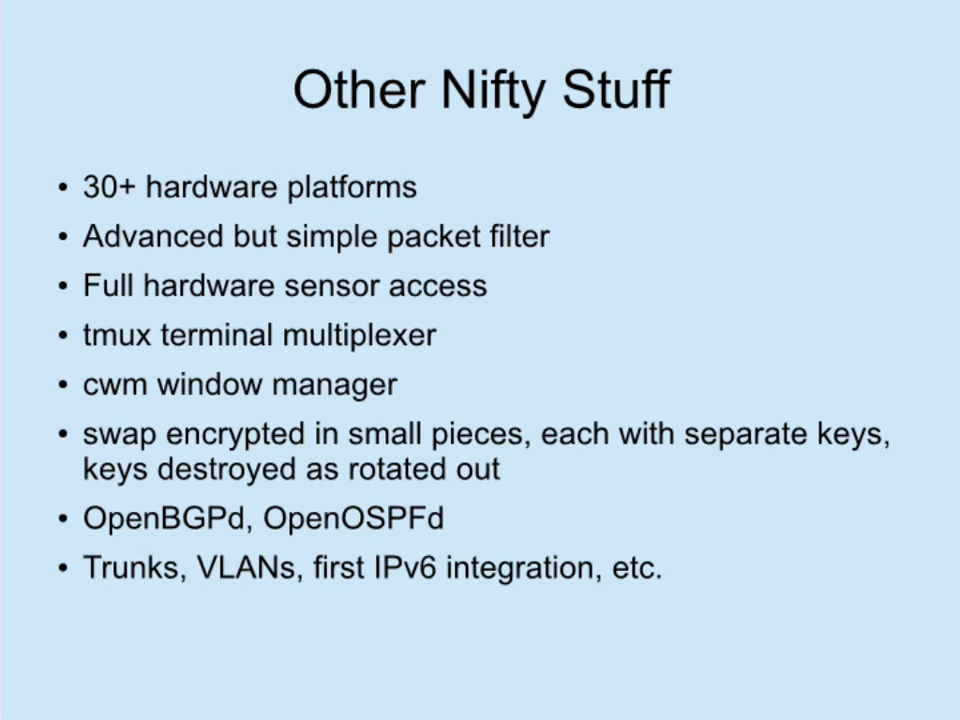 Other Nifty Stuff
• 30+ hardware platforms
• Advanced but simple packet filter
• Full hardware sensor access
• tmux terminal multiplexer
• cwm window manager
• swap encrypted in small pieces, each with separate keys,
keys destroyed as rotated out
• OpenBGPd, OpenOSPFd
• Trunks, VLANs, first IPv6 integration, etc.